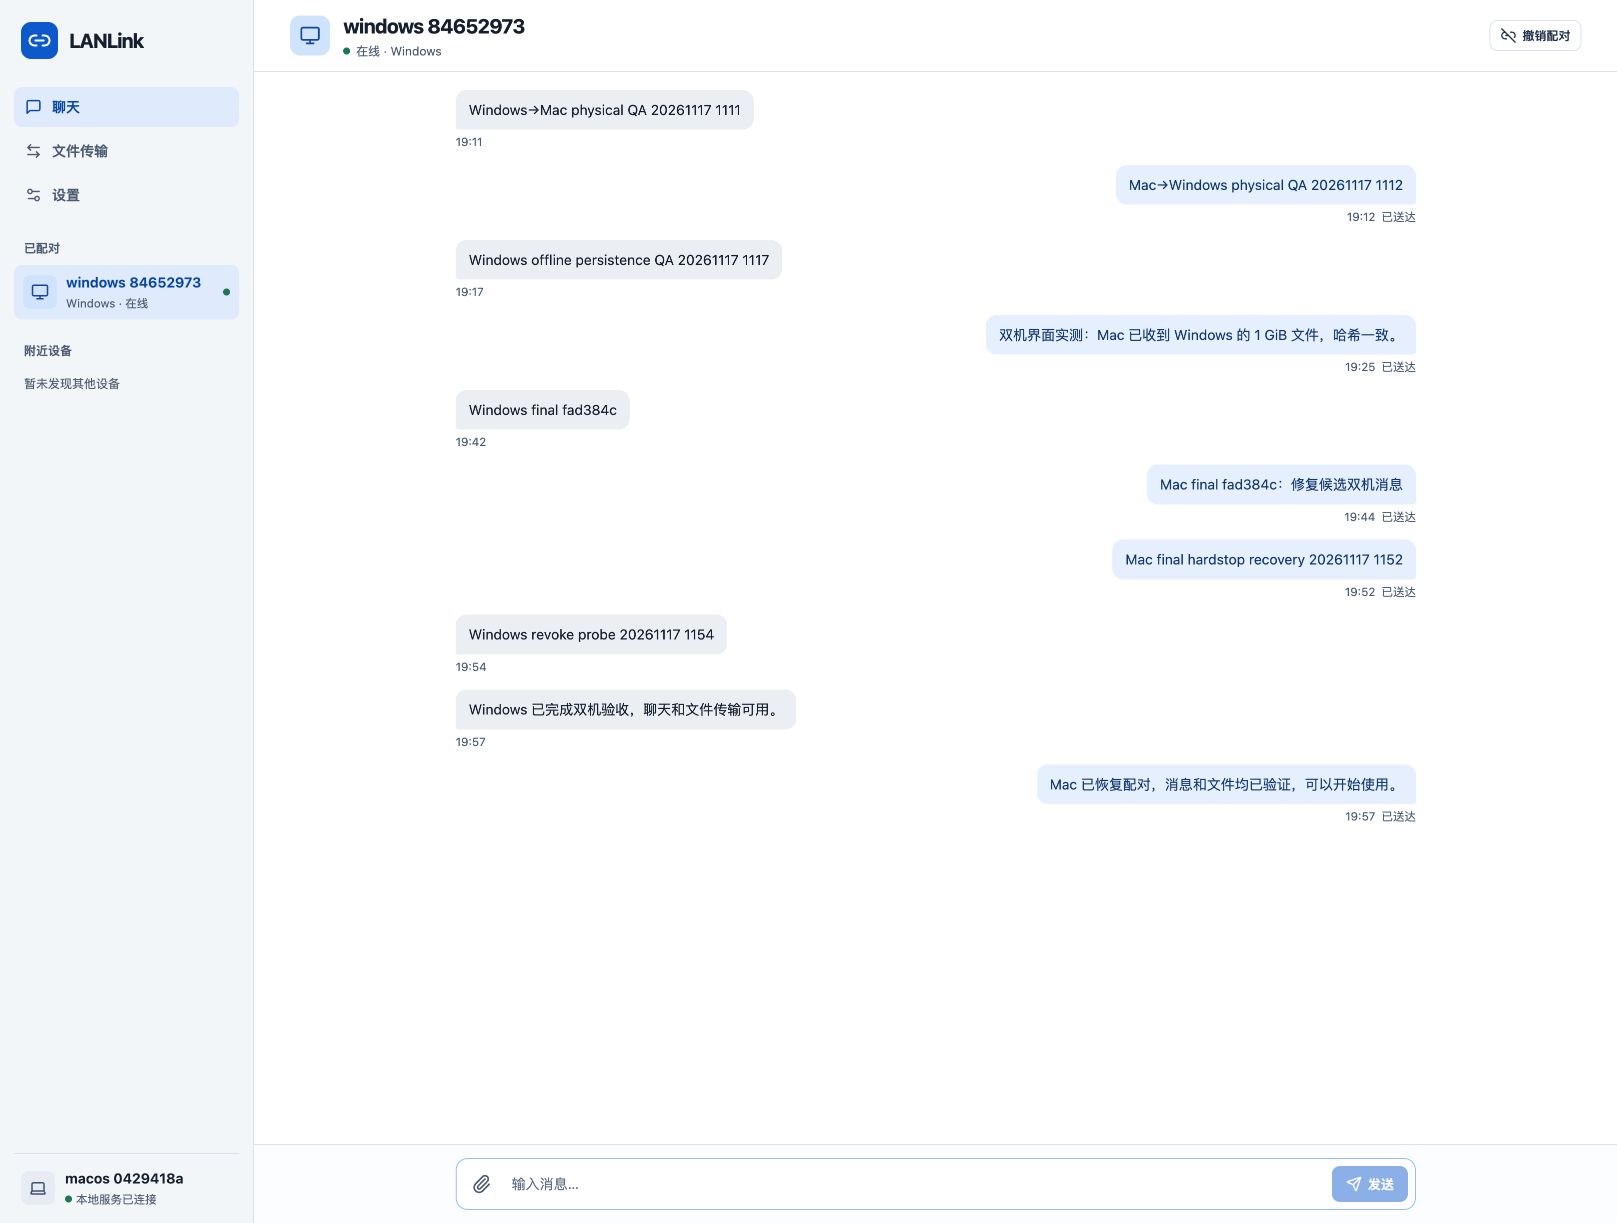 LANLink
聊天
文件传输
设置
已配对
windows 84652973
Windows · 在线
附近设备
暂未发现其他设备
macos 0429418a
本地服务已连接
windows 84652973
在线 · Windows
撤销配对
Windows→Mac physical QA 20261117 1111
19:11
Mac→Windows physical QA 20261117 1112
19:12 已送达
Windows offline persistence QA 20261117 1117
19:17
双机界面实测：Mac 已收到 Windows 的 1 GiB 文件，哈希一致。
19:25 已送达
Windows final fad384c
19:42
Mac final fad384c：修复候选双机消息
19:44 已送达
Mac final hardstop recovery 20261117 1152
19:52 已送达
Windows revoke probe 20261117 1154
19:54
Windows 已完成双机验收，聊天和文件传输可用。
19:57
Mac 已恢复配对，消息和文件均已验证，可以开始使用。
19:57 已送达
输入消息...
发送